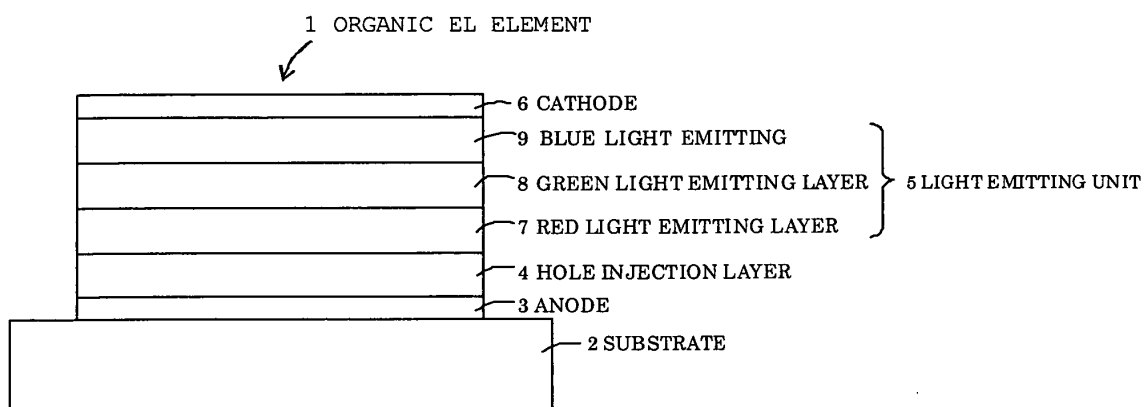 1 ORGANIC EL ELEMENT
6 CATHODE
9 BLUE LIGHT EMITTING
8 GREEN LIGHT EMITTING LAYER
5 LIGHT EMITTING UNIT
7 RED LIGHT EMITTING LAYER
4 HOLE INJECTION LAYER
3 ANODE
2 SUBSTRATE